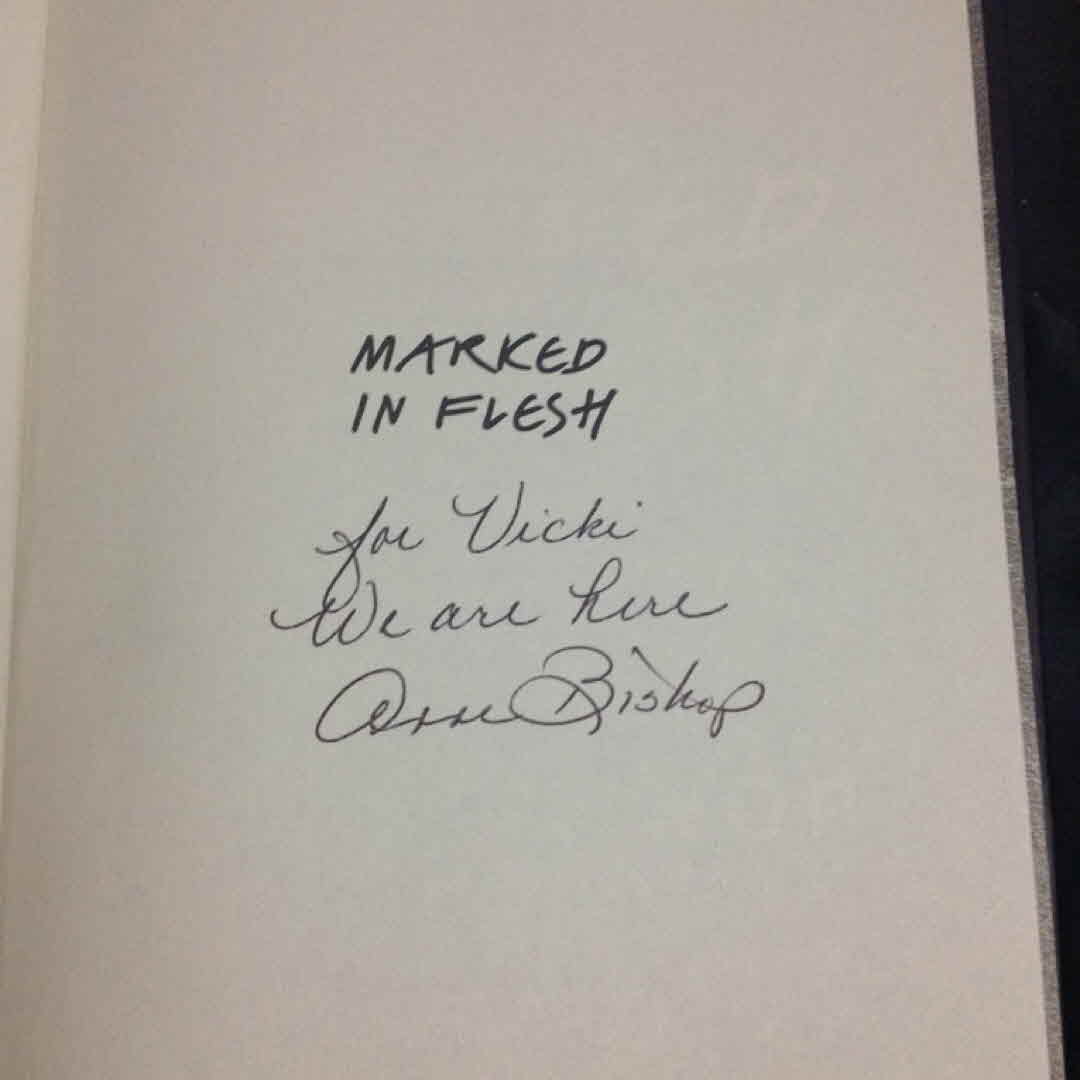 MARKED
IN FLESH
for Vicki
We are here
Anne Bishop